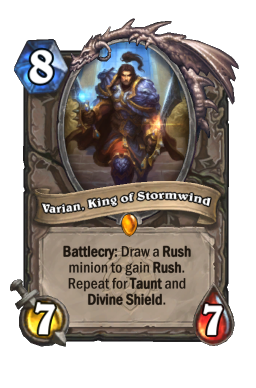 8
Varian, King of Stormwind
Battlecry: Draw a Rush
minion to gain Rush.
Repeat for Taunt and
Divine Shield.
7 7